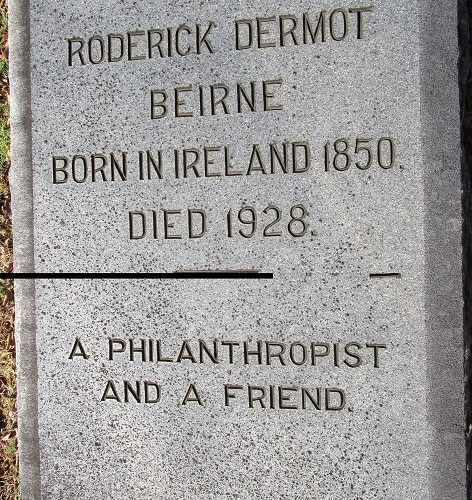 RODERICK DERMOT
BEIRNE
BORN IN IRELAND 1850.
DIED 1928.
A PHILANTHROPIST
AND A FRIEND.